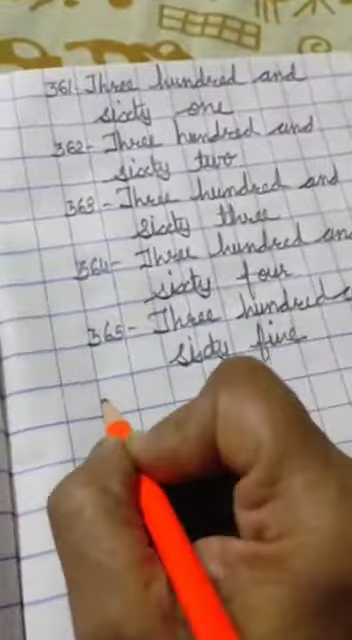 361- Three hundred and
sixty one
362- Three hundred and
sixty two
363- Three hundred and
sixty three
364- Three hundred and
sixty four
365- Three hundred
sixty five